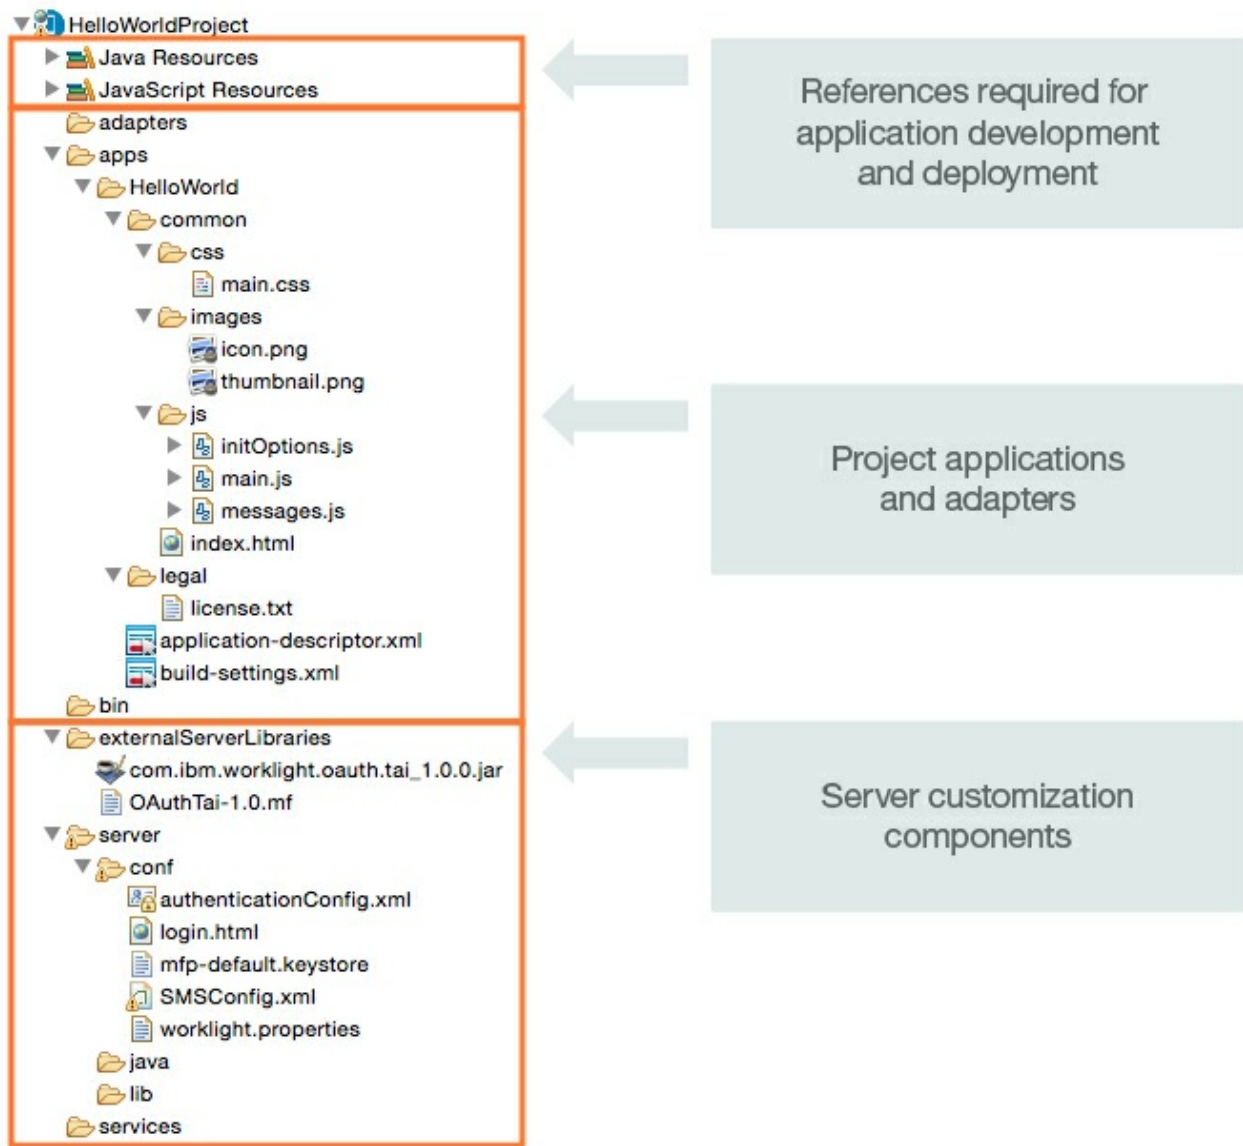 HelloWorldProject
Java Resources
JavaScript Resources
adapters
apps
HelloWorld
common
css
main.css
images
icon.png
thumbnail.png
js
initOptions.js
main.js
messages.js
index.html
legal
license.txt
application-descriptor.xml
build-settings.xml
bin
externalServerLibraries
com.ibm.worklight.oauth.tai_1.0.0.jar
OAuthTai-1.0.mf
server
conf
authenticationConfig.xml
login.html
mfp-default.keystore
SMSConfig.xml
worklight.properties
java
lib
services
References required for
application development
and deployment
Project applications
and adapters
Server customization
components